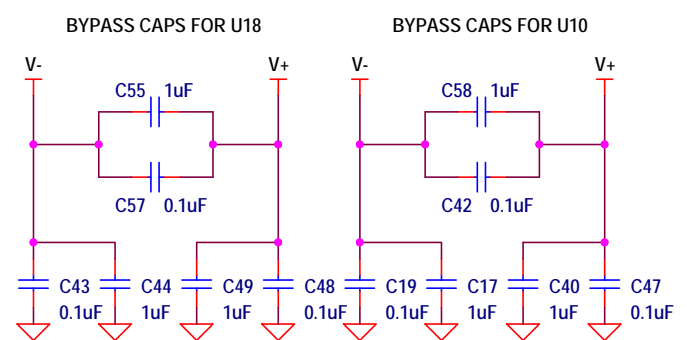 BYPASS CAPS FOR U18
BYPASS CAPS FOR U10
V-
V+
V-
V+
C55 1uF
C58 1uF
C57 0.1uF
C42 0.1uF
C43
C44
C49
C48
C19
C17
C40
C47
0.1uF
1uF
1uF
0.1uF
0.1uF
1uF
1uF
0.1uF